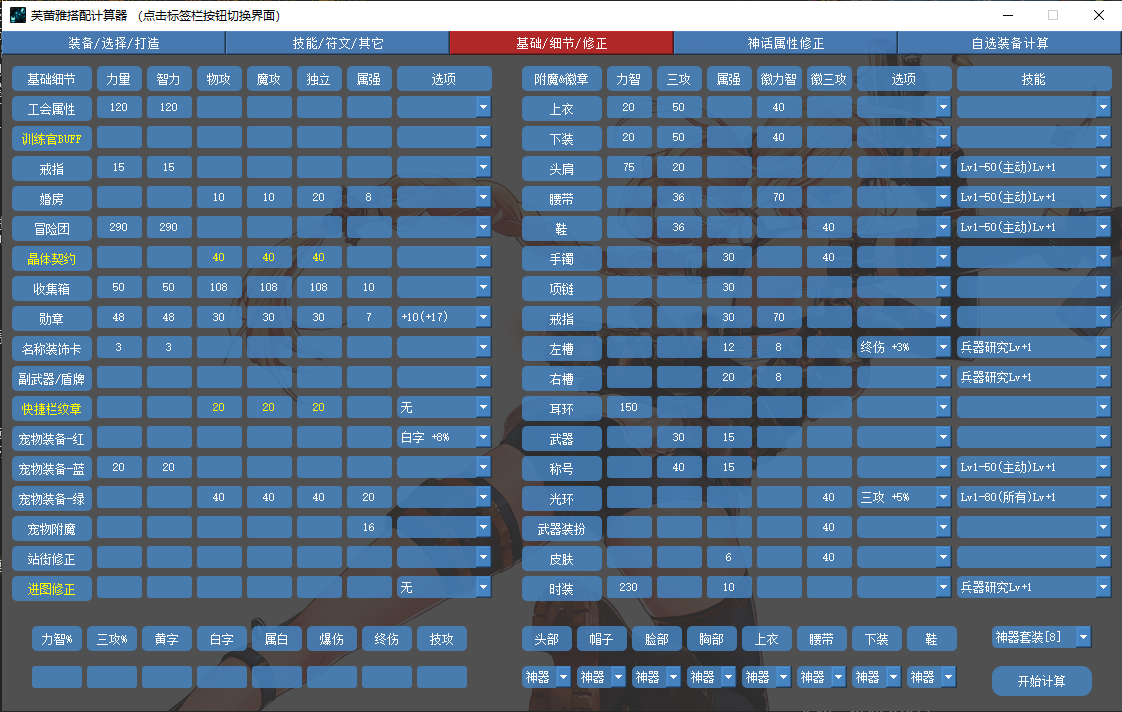 芙蕾雅搭配计算器 (点击标签栏按钮切换界面)
装备/选择/打造 技能/符文/其它 基础/细节/修正 神话属性修正 自选装备计算
基础细节 力量 智力 物攻 魔攻 独立 属强 选项 附魔&徽章 力智 三攻 属强 徽力智 徽三攻 选项 技能
工会属性 120 120 上衣 20 50 40
训练官BUFF 下装 20 50 40
戒指 15 15 头肩 75 20 Lv1-50(主动)Lv+1
婚房 10 10 20 8 腰带 36 70 Lv1-50(主动)Lv+1
冒险团 290 290 鞋 36 40 Lv1-50(主动)Lv+1
晶体契约 40 40 40 手镯 30 40
收集箱 50 50 108 108 108 10 项链 30
勋章 48 48 30 30 30 7 +10(+17) 戒指 30 70
名称装饰卡 3 3 左槽 12 8 终伤 +3% 兵器研究Lv+1
副武器/盾牌 右槽 20 8 兵器研究Lv+1
快捷栏纹章 20 20 20 无 耳环 150
宠物装备-红 白字 +8% 武器 30 15
宠物装备-蓝 20 20 称号 40 15 Lv1-50(主动)Lv+1
宠物装备-绿 40 40 40 20 光环 40 三攻 +5% Lv1-80(所有)Lv+1
宠物附魔 16 武器装扮 40
站街修正 皮肤 6 40
进图修正 无 时装 230 10 兵器研究Lv+1
力智% 三攻% 黄字 白字 属白 爆伤 终伤 技攻 头部 帽子 脸部 胸部 上衣 腰带 下装 鞋 神器套装[8]
神器 神器 神器 神器 神器 神器 神器 神器 开始计算